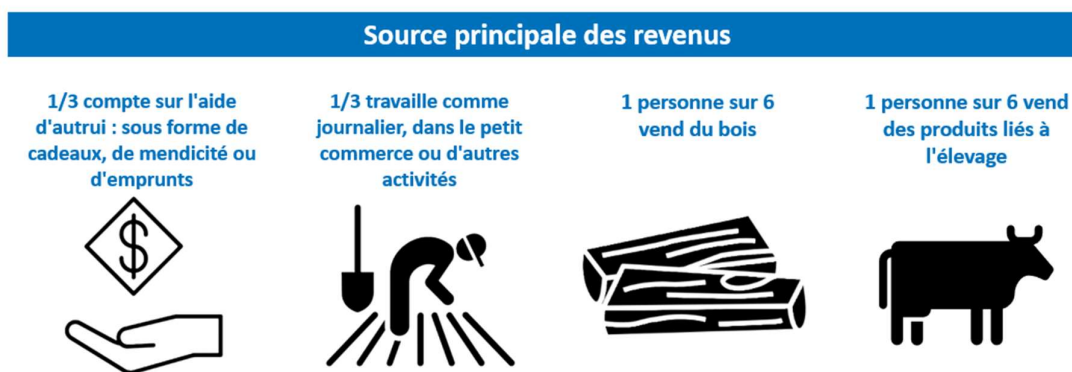 Source principale des revenus
1/3 compte sur l'aide
d'autrui : sous forme de
cadeaux, de mendicité ou
d'emprunts
1/3 travaille comme
journalier, dans le petit
commerce ou d'autres
activités
1 personne sur 6
vend du bois
1 personne sur 6 vend
des produits liés à
l'élevage
$